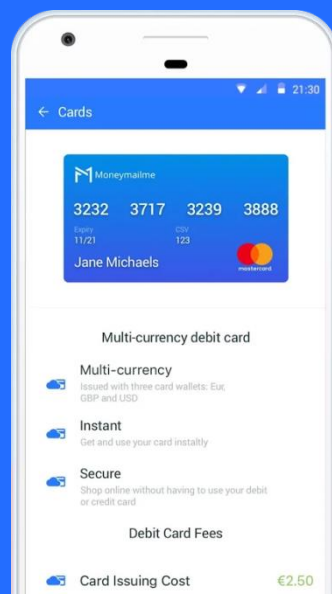 21:30
← Cards
Moneymailme
3232 3717 3239 3888
Expiry CSV
11/21 123
Jane Michaels
mastercard
Multi-currency debit card
Multi-currency
Issued with three card wallets; Eur,
GBP and USD
Instant
Get and use your card instaltly
Secure
Shop online without having to use your debit
or credit card
Debit Card Fees
Card Issuing Cost €2.50